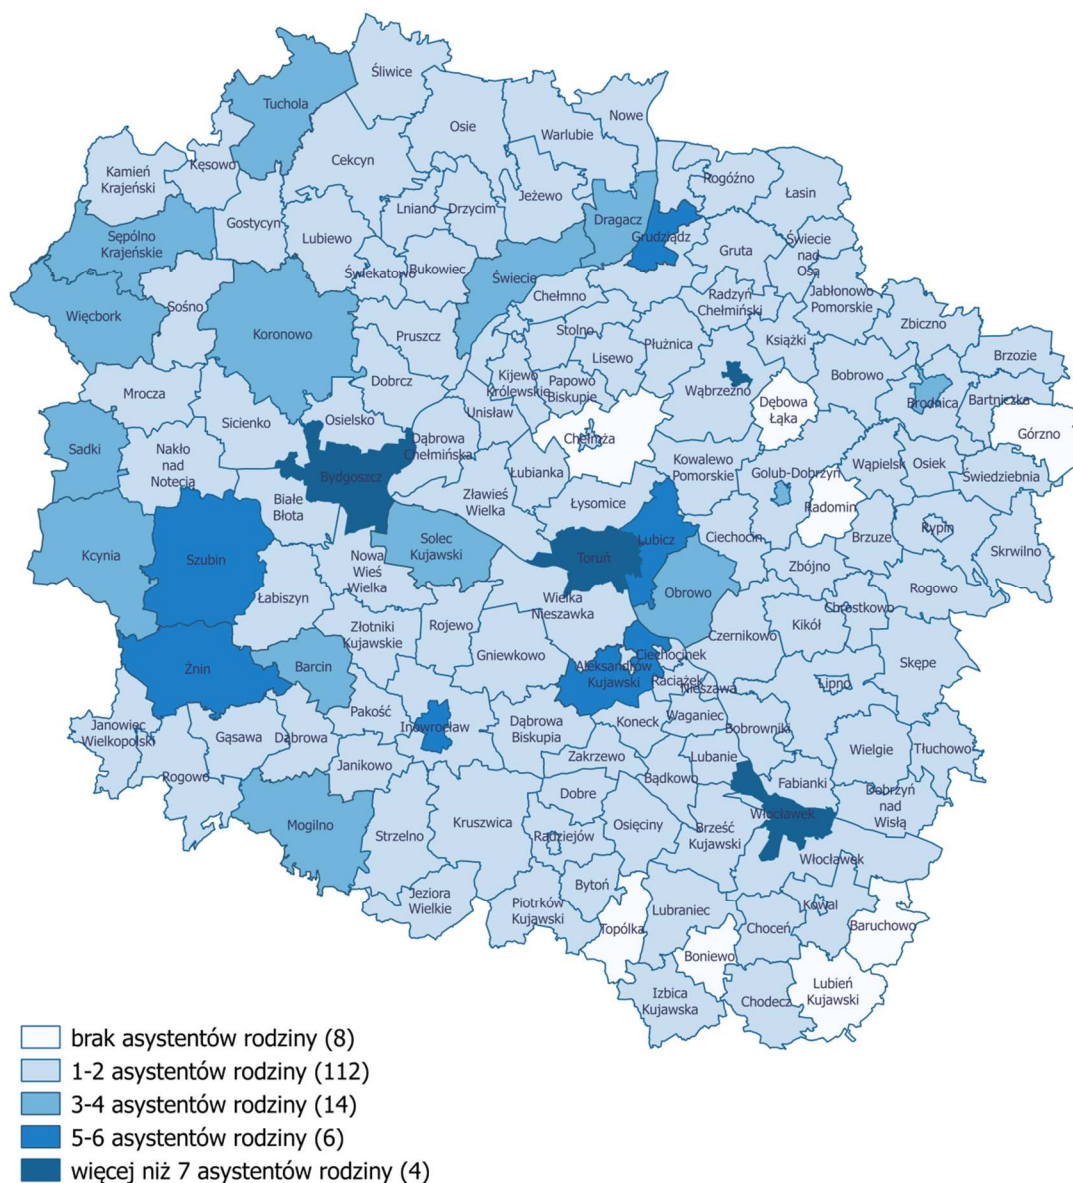 Śliwice
Tuchola
Nowe
Osie
Warlubie
Cekcyn
Kęsowo
Kamień
Krajeński
Rogóźno
Łasin
Jeżewo
Lniano
Drzycim
Gostycyn
Dragacz
Lubiewo
Grudziądz
Sępólno
Krajeńskie
Gruta
Świecie
nad
Osą
Świekatowo
Bukowiec
Świecie
Chełmno
Radzyń
Chełmiński
Jabłonowo
Pomorskie
Sośno
Więcbork
Koronowo
Zbiczno
Stolno
Pruszcz
Płużnica
Książki
Lisewo
Brzozie
Kijewo
Królewskie
Papowo
Biskupie
Dobrcz
Bobrowo
Wąbrzeźno
Mrocza
Brodnica
Bartniczka
Dębowa
Łąka
Unisław
Osielsko
Sicienko
Górzno
Chełmża
Dąbrowa
Chełmińska
Sadki
Nakło
nad
Notecią
Wąpielsk
Osiek
Kowalewo
Pomorskie
Golub-Dobrzyń
Łubianka
Świedziebnia
Bydgoszcz
Zławieś
Wielka
Łysomice
Białe
Błota
Radomin
Rypin
Solec
Kujawski
Lubicz
Ciechocin
Brzuze
Skrwilno
Kcynia
Szubin
Nowa
Wieś
Wielka
Toruń
Zbójno
Rogowo
Obrowo
Łabiszyn
Wielka
Nieszawka
Chrostkowo
Złotniki
Kujawskie
Rojewo
Kikół
Czernikowo
Gniewkowo
Ciechocinek
Skępe
Żnin
Barcin
Aleksandrów
Kujawski
Raciążek
Nieszawa
Lipno
Pakość
Waganiec
Janowiec
Wielkopolski
Inowrocław
Dąbrowa
Biskupia
Koneck
Bobrowniki
Gąsawa
Dąbrowa
Wielgie
Tłuchowo
Zakrzewo
Lubanie
Janikowo
Rogowo
Bądkowo
Fabianki
Dobre
Dobrzyń
nad
Wisłą
Włocławek
Kruszwica
Mogilno
Osięciny
Strzelno
Radziejów
Brześć
Kujawski
Włocławek
Bytoń
Jeziora
Wielkie
Piotrków
Kujawski
Lubraniec
Kowal
Topólka
Choceń
Baruchowo
Boniewo
Lubień
Kujawski
Izbica
Kujawska
Chodecz
brak asystentów rodziny (8)
1-2 asystentów rodziny (112)
3-4 asystentów rodziny (14)
5-6 asystentów rodziny (6)
więcej niż 7 asystentów rodziny (4)